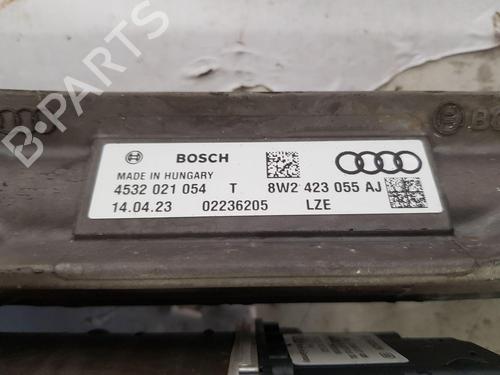 B-PARTS
BOSCH
MADE IN HUNGARY
4532 021 054 T 8W2 423 055 AJ
14.04.23 02236205 LZE